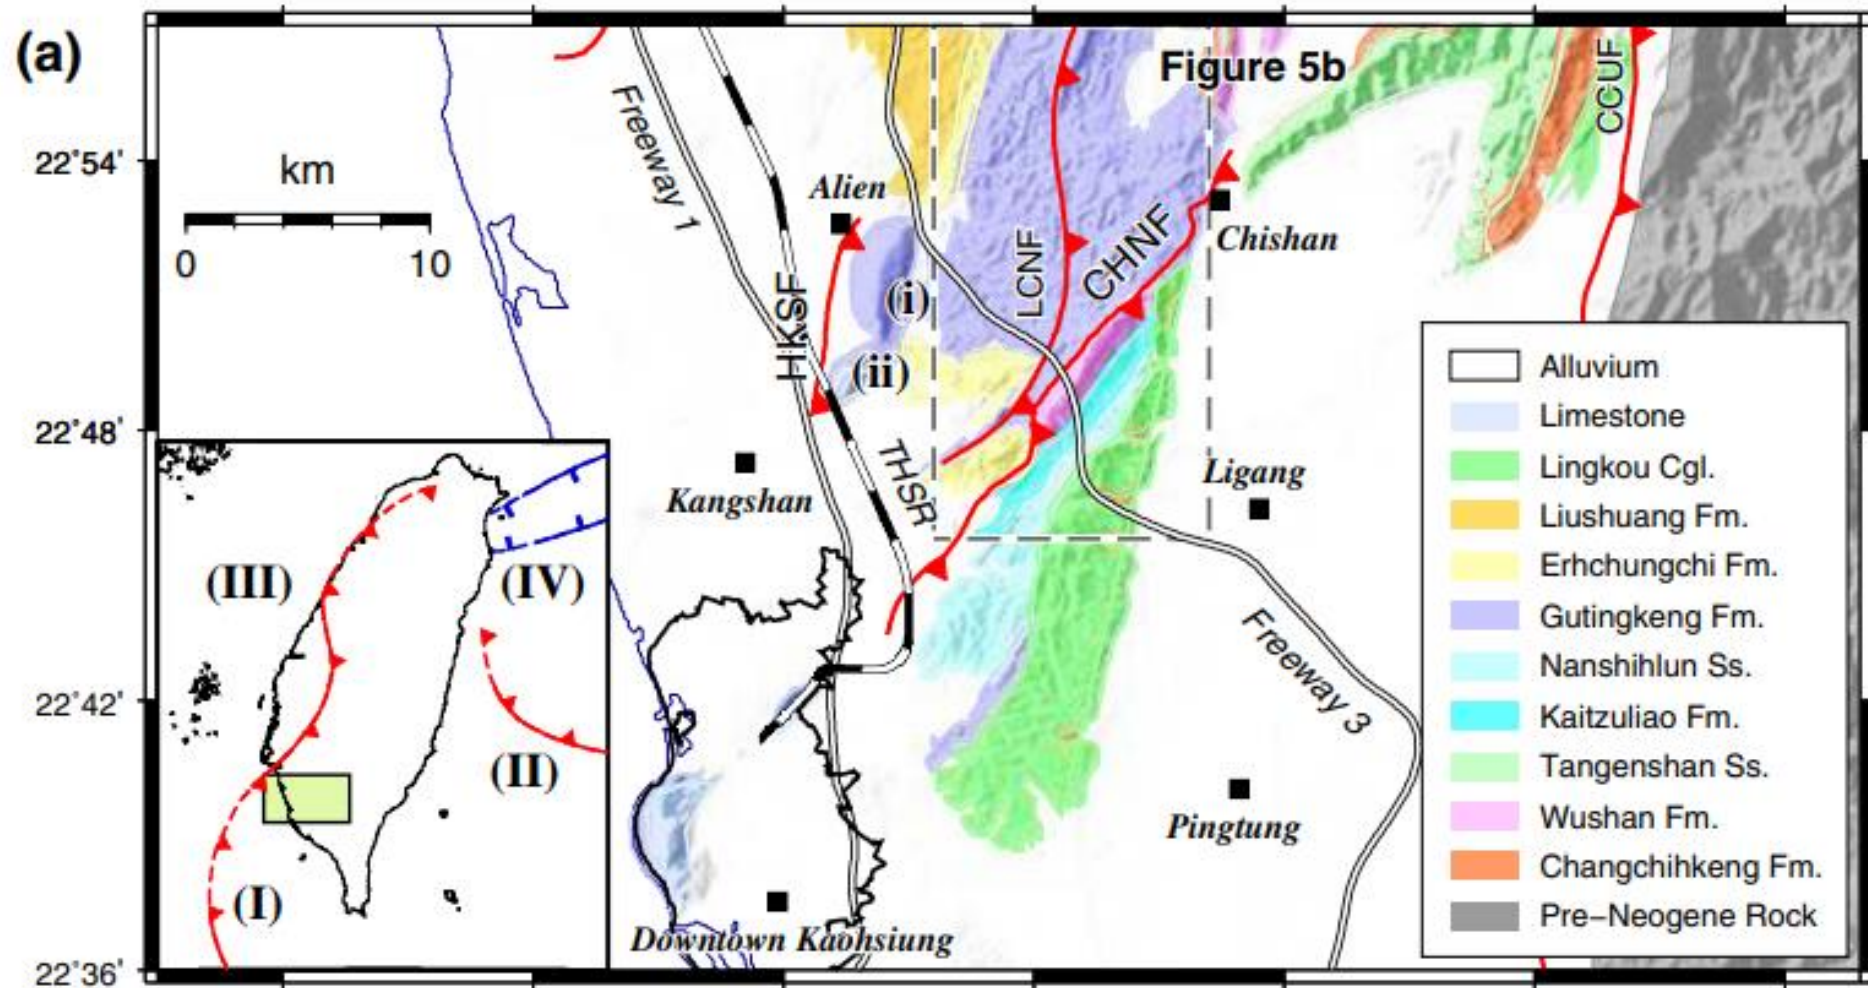 (a)
Figure 5b
CCUF
22°54'
km
Freeway 1
Alien
0
10
LCNF
CHNF
Chishan
HKSF
(i)
(ii)
22°48'
THSR
Kangshan
Ligang
(III)
(IV)
(II)
(I)
Freeway 3
22°42'
Pingtung
Downtown Kaohsiung
22°36'
Alluvium
Limestone
Lingkou Cgl.
Liushuang Fm.
Erhchungchi Fm.
Gutingkeng Fm.
Nanshihlun Ss.
Kaitzuliao Fm.
Tangenshan Ss.
Wushan Fm.
Changchihkeng Fm.
Pre−Neogene Rock